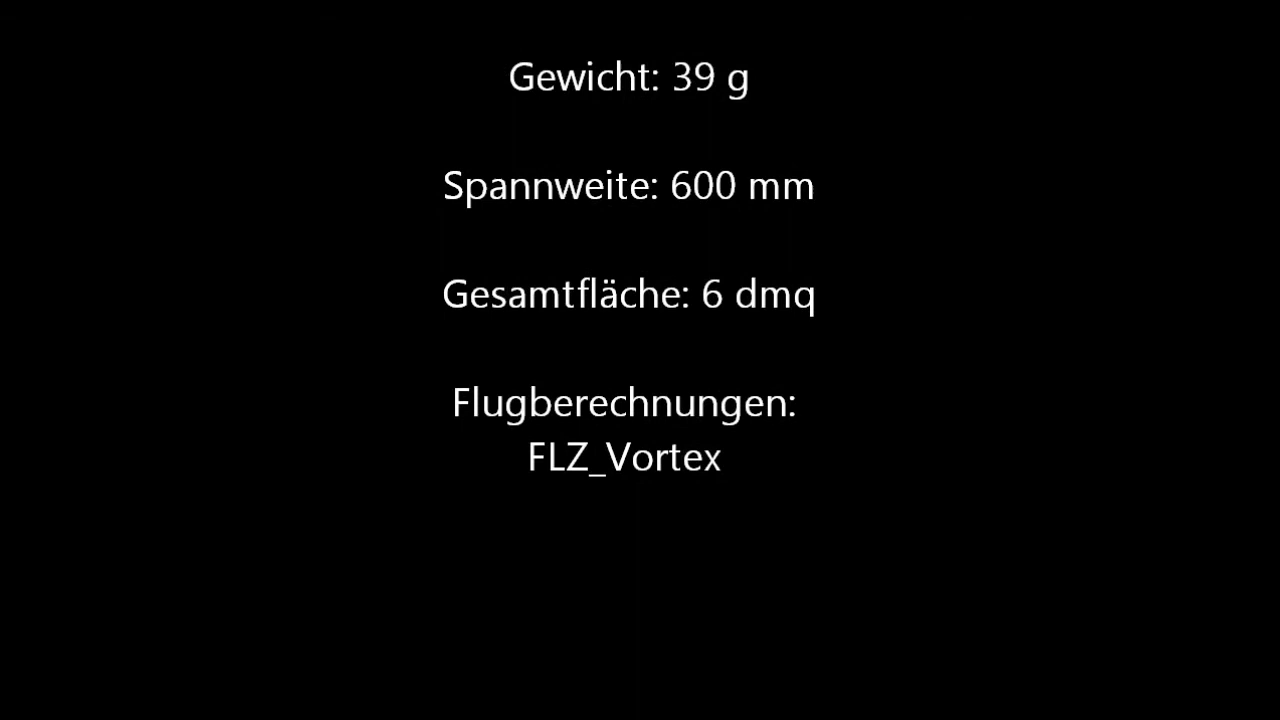 Gewicht: 39 g
Spannweite: 600 mm
Gesamtfläche: 6 dmq
Flugberechnungen:
FLZ_Vortex